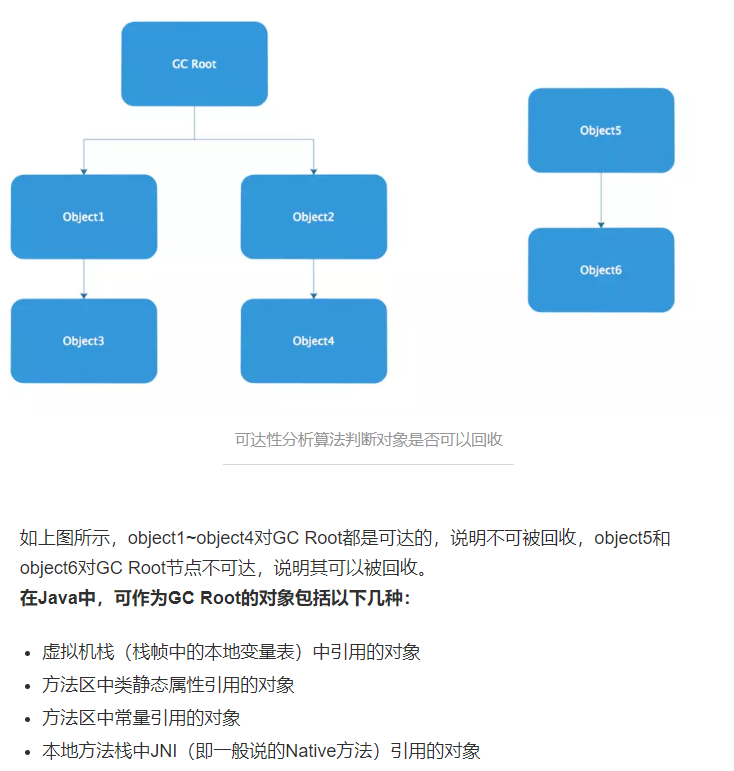 GC Root
Object5
Object1
Object2
Object6
Object3
Object4
可达性分析算法判断对象是否可以回收
如上图所示，object1~object4对GC Root都是可达的，说明不可被回收，object5和
object6对GC Root节点不可达，说明其可以被回收。
在Java中，可作为GC Root的对象包括以下几种：
虚拟机栈（栈帧中的本地变量表）中引用的对象
方法区中类静态属性引用的对象
方法区中常量引用的对象
本地方法栈中JNI（即一般说的Native方法）引用的对象